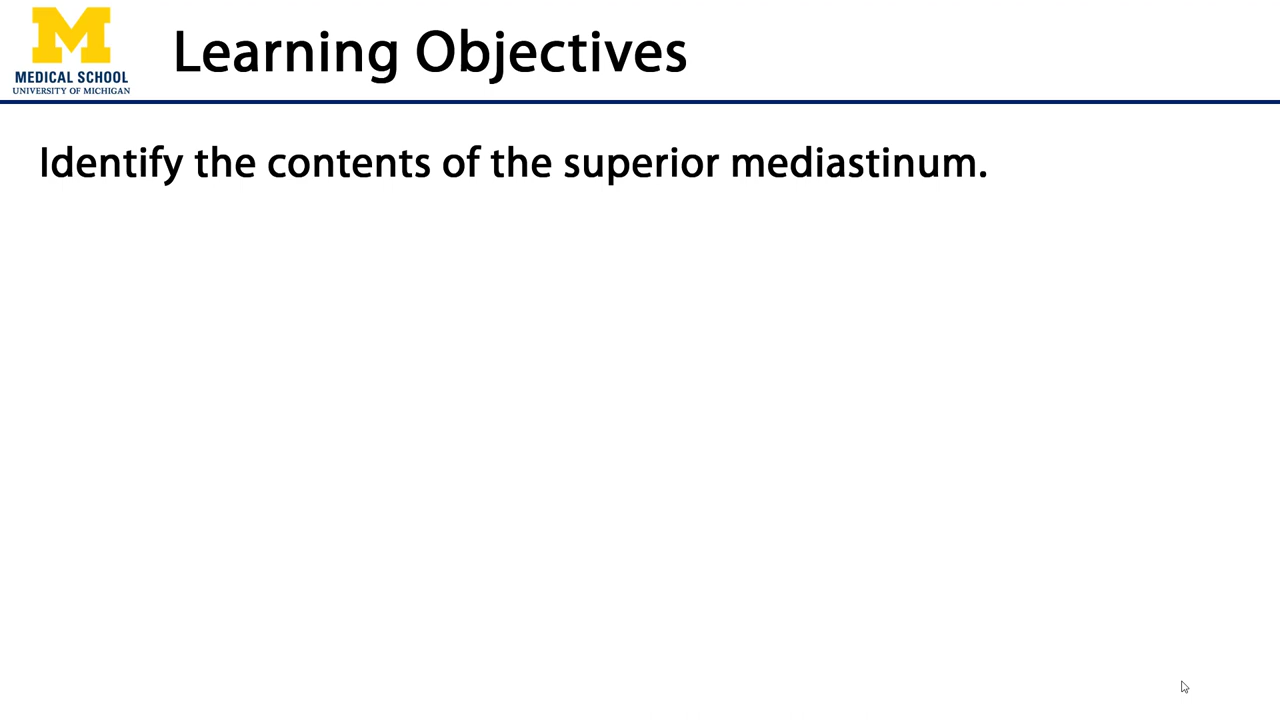 M
MEDICAL SCHOOL
UNIVERSITY OF MICHIGAN
Learning Objectives
Identify the contents of the superior mediastinum.